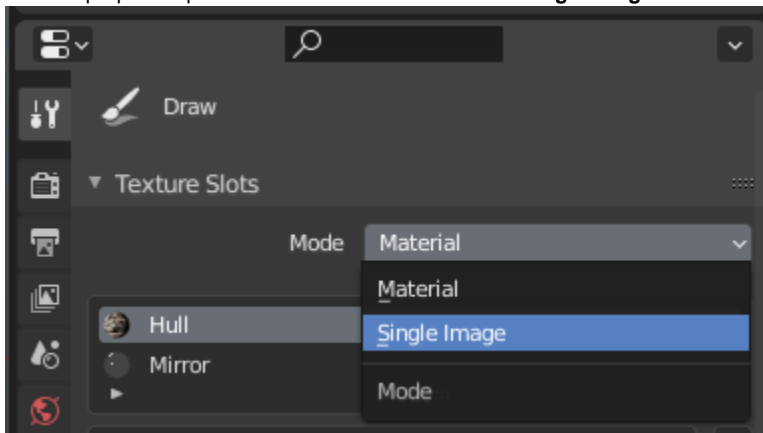 Draw
Texture Slots
Mode Material
Material
Hull
Single Image
Mirror
Mode